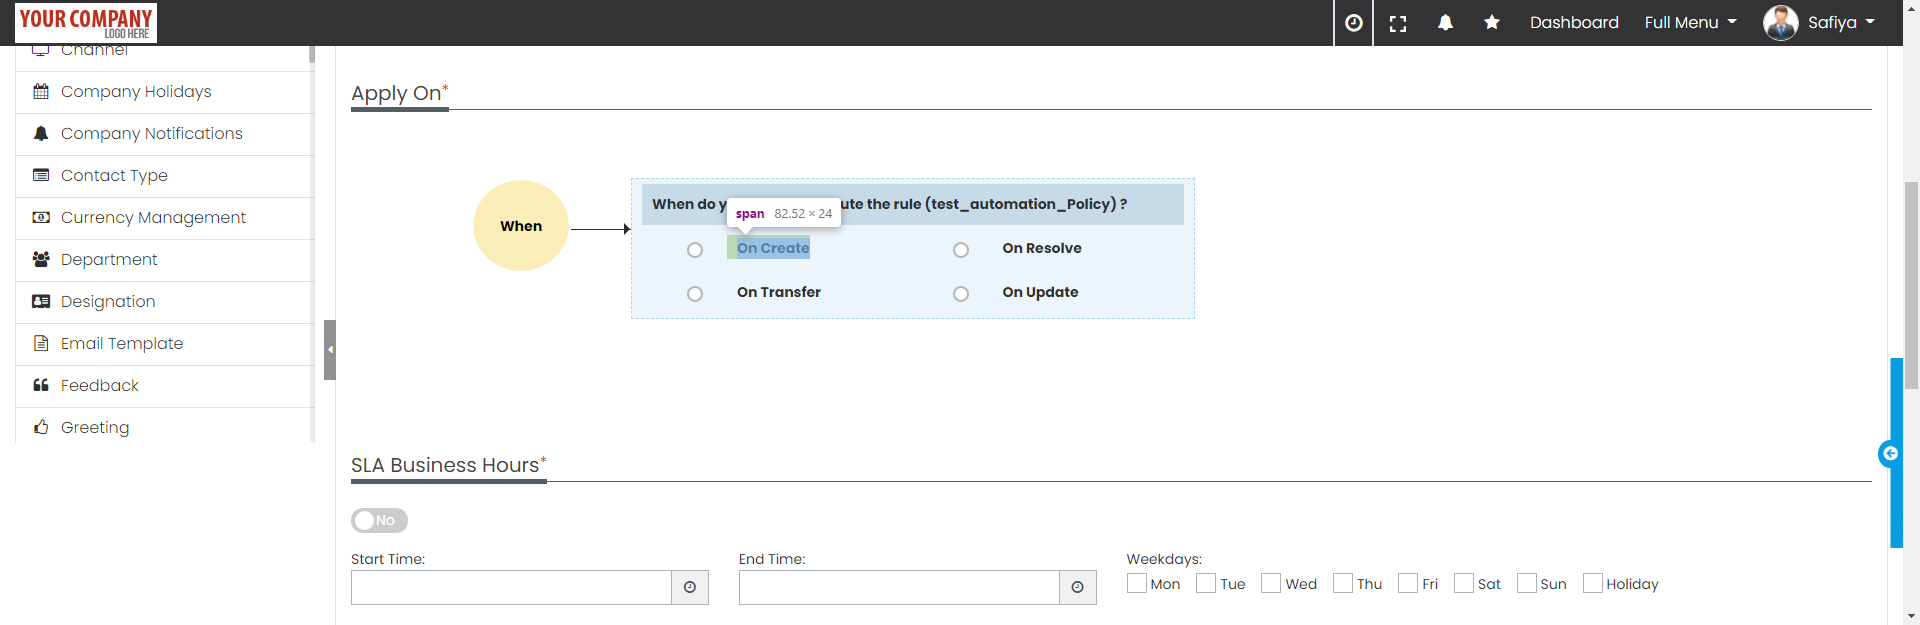 YOUR COMPANY
LOGO HERE
Dashboard
Full Menu
Safiya
Channel
Company Holidays
Company Notifications
Contact Type
Currency Management
Department
Designation
Email Template
Feedback
Greeting
Apply On*
When
When do y ute the rule (test_automation_Policy) ?
span 82.52 × 24
On Create
On Resolve
On Transfer
On Update
SLA Business Hours*
No
Start Time:
End Time:
Weekdays:
Mon Tue Wed Thu Fri Sat Sun Holiday